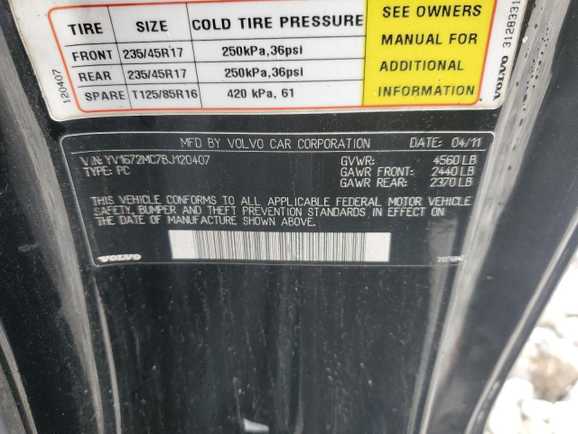 TIRE SIZE COLD TIRE PRESSURE
FRONT 235/45R17 250kPa,36psi
REAR 235/45R17 250kPa,36psi
SPARE T125/85R16 420 kPa, 61
SEE OWNERS
MANUAL FOR
ADDITIONAL
INFORMATION
120407
VOLVO 3128391
MFD BY VOLVO CAR CORPORATION DATE: 04/11
VIN: YV1672MC7BJ120407 GVWR: 4560 LB
TYPE: PC GAWR FRONT: 2440 LB
GAWR REAR: 2370 LB
THIS VEHICLE CONFORMS TO ALL APPLICABLE FEDERAL MOTOR VEHICLE
SAFETY, BUMPER AND THEFT PREVENTION STANDARDS IN EFFECT ON
THE DATE OF MANUFACTURE SHOWN ABOVE.
VOLVO